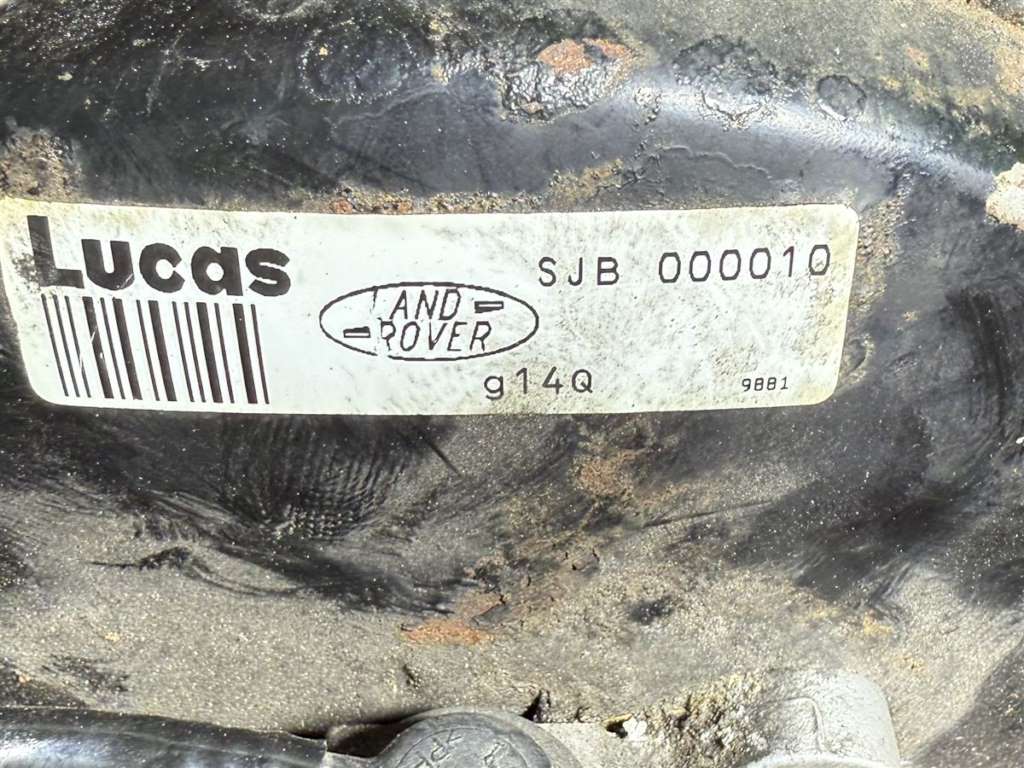 Lucas
SJB 000010
LAND
ROVER
g14Q
9881